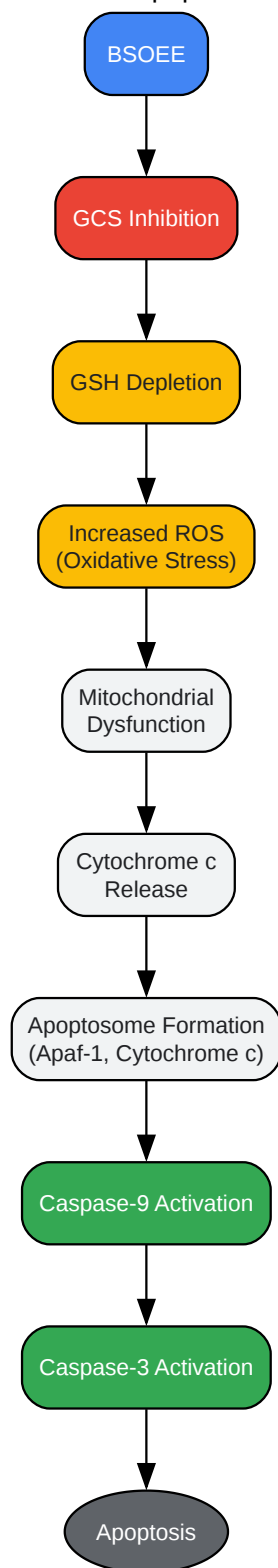 BSOEE
GCS Inhibition
GSH Depletion
Increased ROS
(Oxidative Stress)
Mitochondrial
Dysfunction
Cytochrome c
Release
Apoptosome Formation
(Apaf-1, Cytochrome c)
Caspase-9 Activation
Caspase-3 Activation
Apoptosis